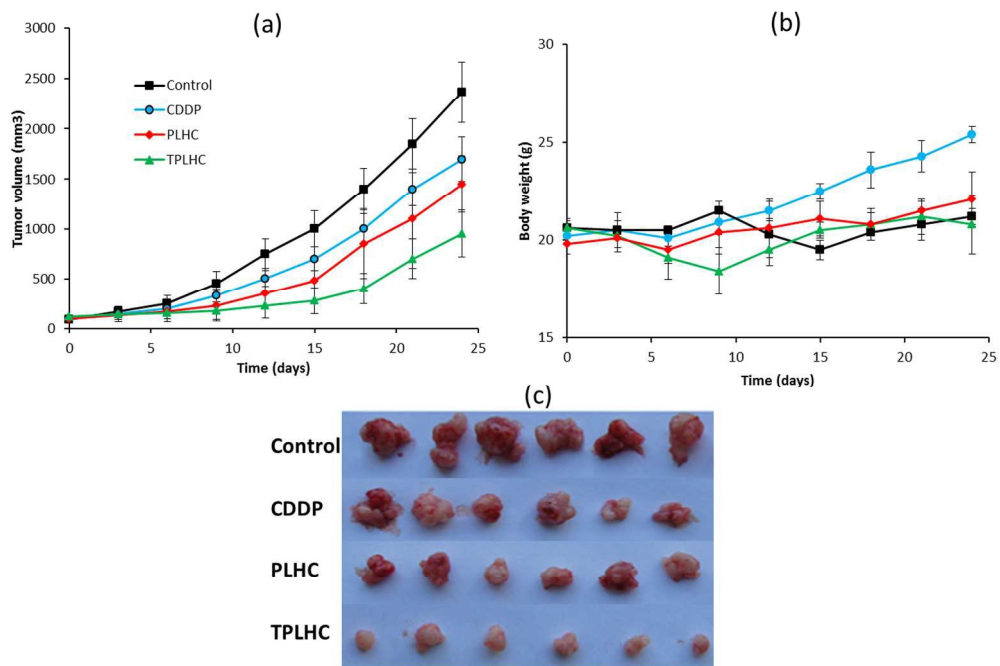 (a)
3000
2500
2000
1500
1000
500
0
Tumor volume (mm3)
Control
CDDP
PLHC
TPLHC
0 5 10 15 20 25
Time (days)
(b)
30
25
20
15
Body weight (g)
0 5 10 15 20 25
Time (days)
(c)
Control
CDDP
PLHC
TPLHC